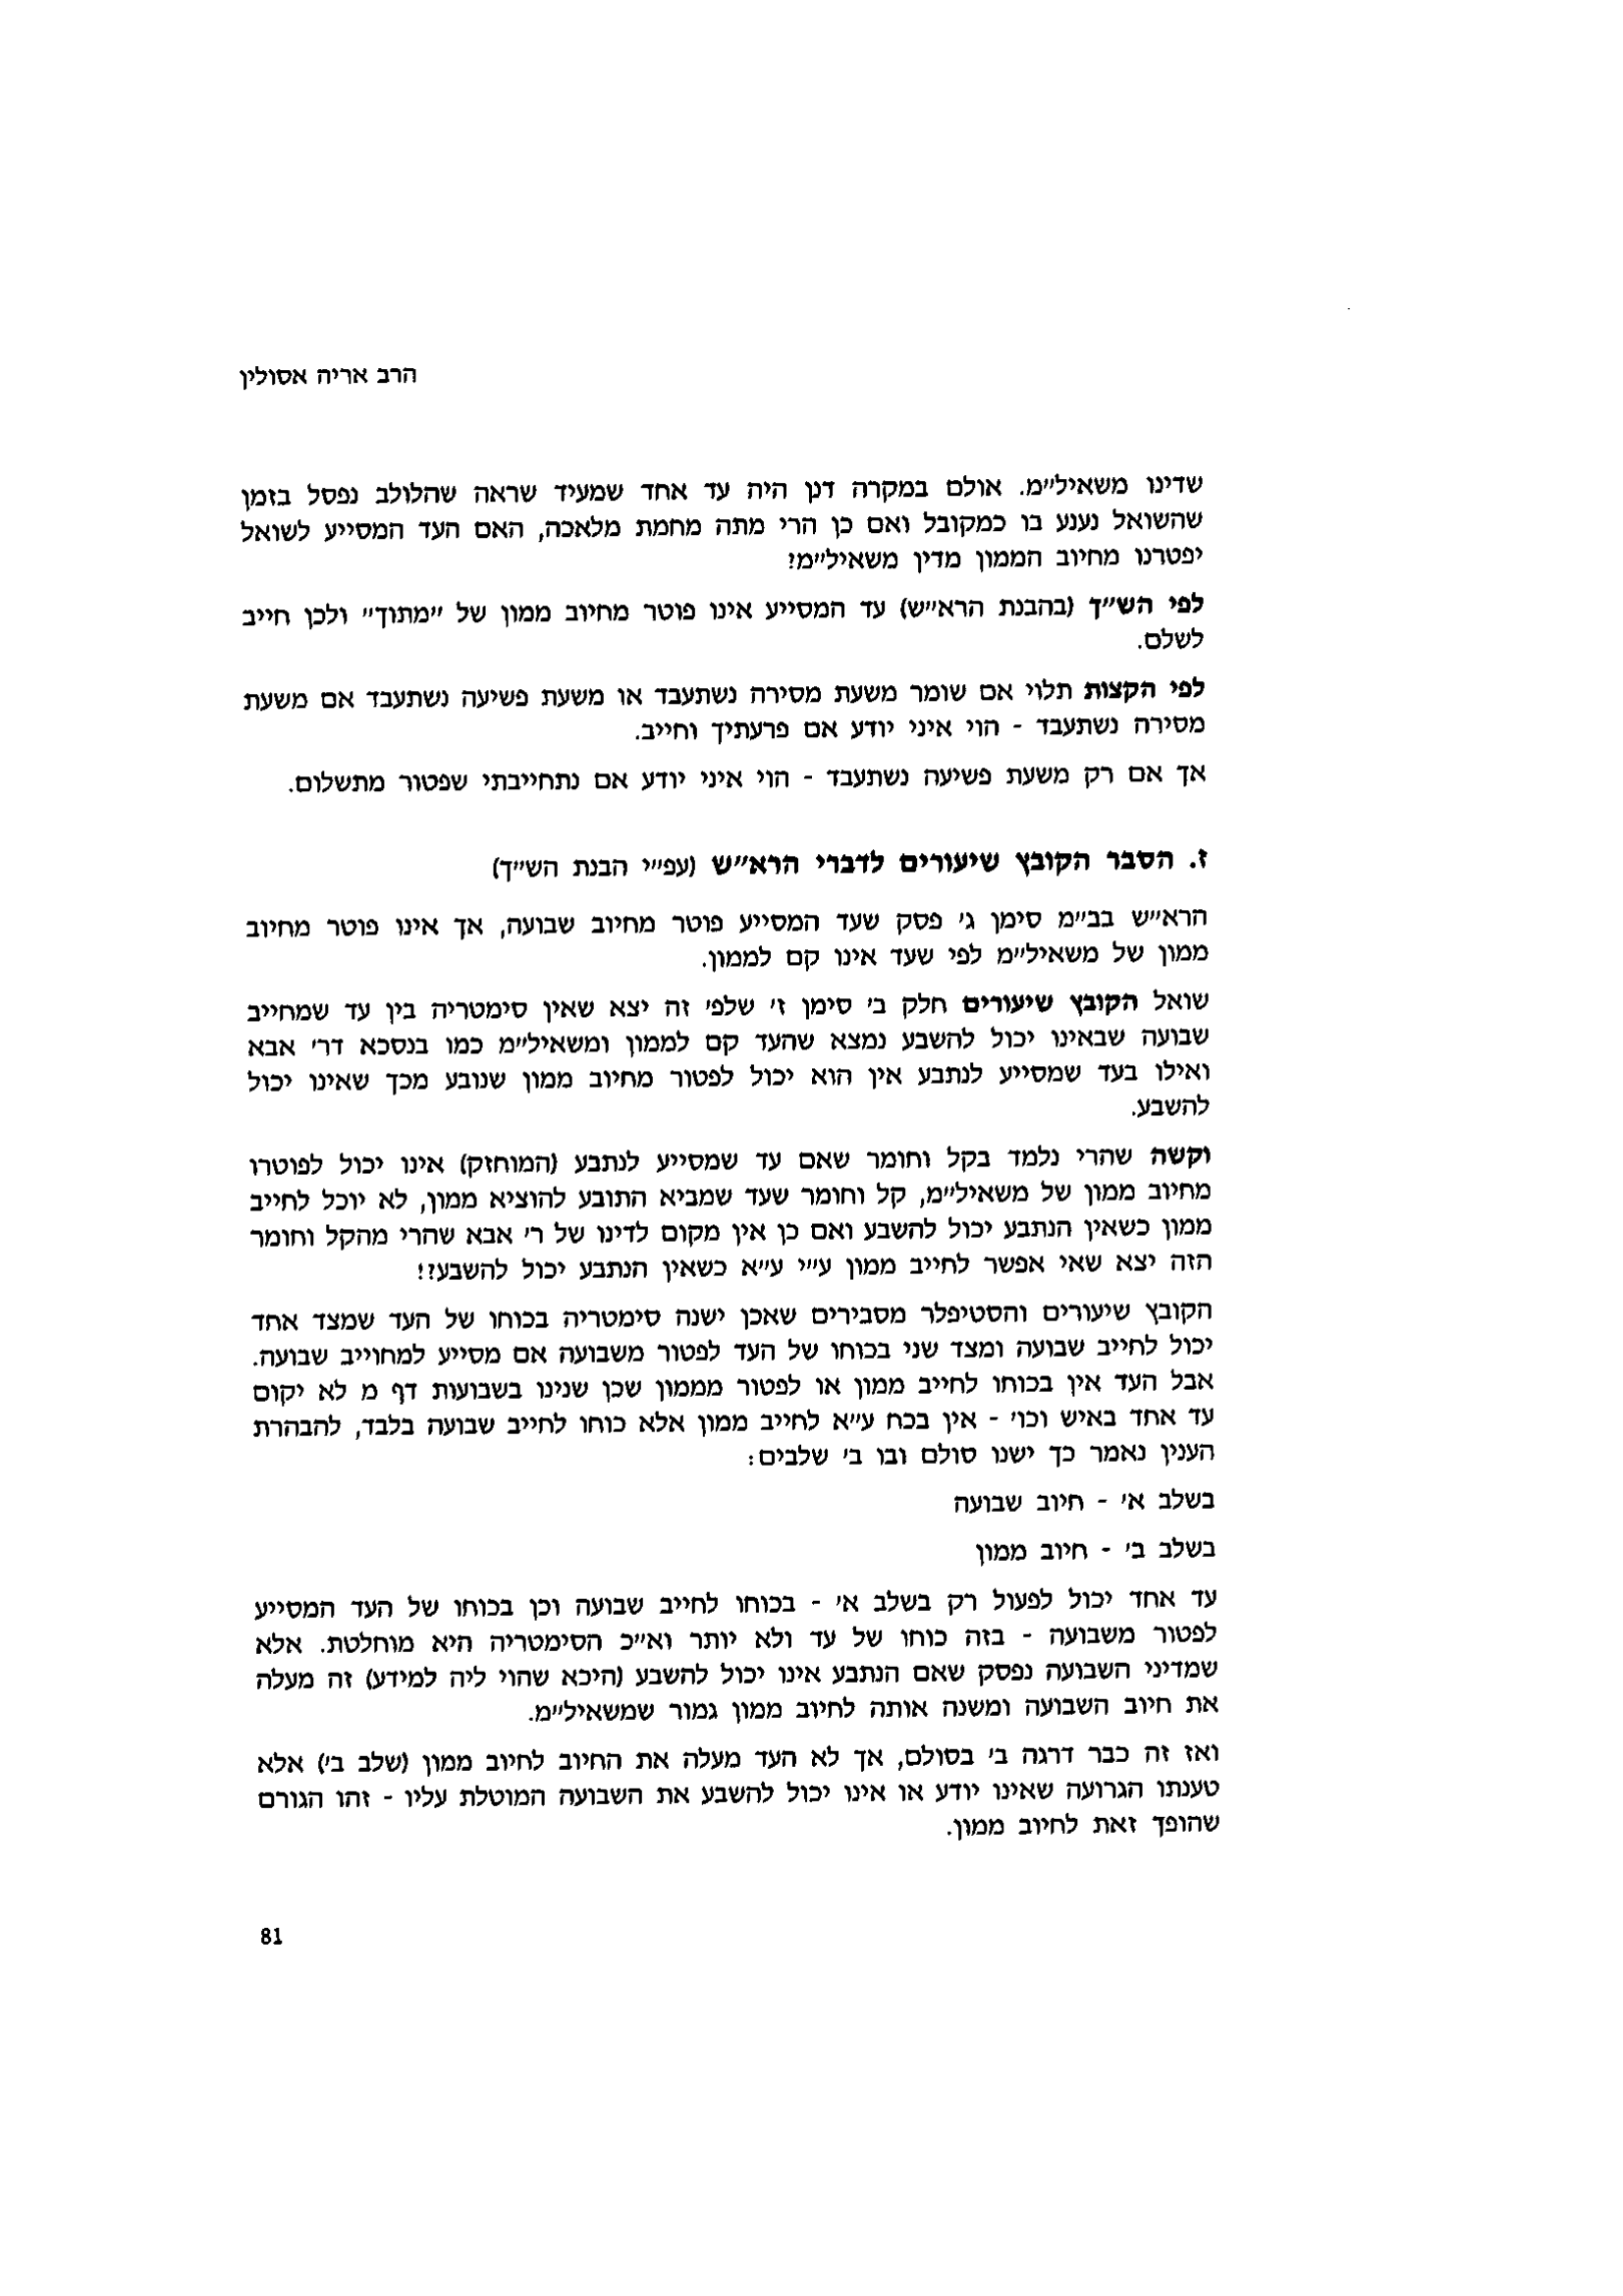 הרב אריה אסולין
שדינו משאיל״מ. אולם במקרה דנן היה עד אחד שמעיד שראה שהלולב נפסל בזמן
שהשואל נענע בו כמקובל ואם כן הרי מתה מחמת מלאכה, האם העד המסייע לשואל
יפטרנו מחיוב הממון מדין משאיל״מ?
לפי הש״ך (בהבנת הרא״ש) עד המסייע אינו פוטר מחיוב ממון של ״מתוך״ ולכן חייב
לשלם.
לפי הקצות תלוי אם שומר משעת מסירה נשתעבד או משעת פשיעה נשתעבד אם משעת
מסירה נשתעבד - הוי איני יודע אם פרעתיך וחייב.
אך אם רק משעת פשיעה נשתעבד - הוי איני יודע אם נתחייבתי שפטור מתשלום.
ז. הסבר הקובץ שיעורים לדברי הרא״ש (עפ״י הבנת הש״ך)
הרא״ש בב״מ סימן ג׳ פסק שעד המסייע פוטר מחיוב שבועה, אך אינו פוטר מחיוב
ממון של משאיל״מ לפי שעד אינו קם לממון.
שואל הקובץ שיעורים חלק ב׳ סימן ז׳ שלפ׳ זה יצא שאין סימטריה בין עד שמחייב
שבועה שבאינו יכול להשבע נמצא שהעד קם לממון ומשאיל״מ כמו בנסכא דר׳ אבא
ואילו בעד שמסייע לנתבע אין הוא יכול לפטור מחיוב ממון שנובע מכך שאינו יכול
להשבע.
וקשה שהרי נלמד בקל וחומר שאם עד שמסייע לנתבע (המוחזק) אינו יכול לפוטרו
מחיוב ממון של משאיל״מ, קל וחומר שעד שמביא התובע להוציא ממון, לא יוכל לחייב
ממון כשאין הנתבע יכול להשבע ואם כן אין מקום לדינו של ר׳ אבא שהרי מהקל וחומר
הזה יצא שאי אפשר לחייב ממון ע״י ע״א כשאין הנתבע יכול להשבע?!
הקובץ שיעורים והסטיפלר מסבירים שאכן ישנה סימטריה בכוחו של העד שמצד אחד
יכול לחייב שבועה ומצד שני בכוחו של העד לפטור משבועה אם מסייע למחוייב שבועה.
אבל העד אין בכוחו לחייב ממון או לפטור מממון שכן שנינו בשבועות דף מ לא יקום
עד אחד באיש וכו׳ - אין בכח ע״א לחייב ממון אלא כוחו לחייב שבועה בלבד, להבהרת
הענין נאמר כך ישנו סולם ובו ב׳ שלבים:
בשלב א׳ - חיוב שבועה
בשלב ב׳ - חיוב ממון
עד אחד יכול לפעול רק בשלב א׳ - בכוחו לחייב שבועה וכן בכוחו של העד המסייע
לפטור משבועה - בזה כוחו של עד ולא יותר וא״כ הסימטריה היא מוחלטת. אלא
שמדיני השבועה נפסק שאם הנתבע אינו יכול להשבע (היכא שהוי ליה למידע) זה מעלה
את חיוב השבועה ומשנה אותה לחיוב ממון גמור שמשאיל״מ.
ואז זה כבר דרגה ב׳ בסולם, אך לא העד מעלה את החיוב לחיוב ממון (שלב ב׳) אלא
טענתו הגרועה שאינו יודע או אינו יכול להשבע את השבועה המוטלת עליו - זהו הגורם
שהופך זאת לחיוב ממון.
81